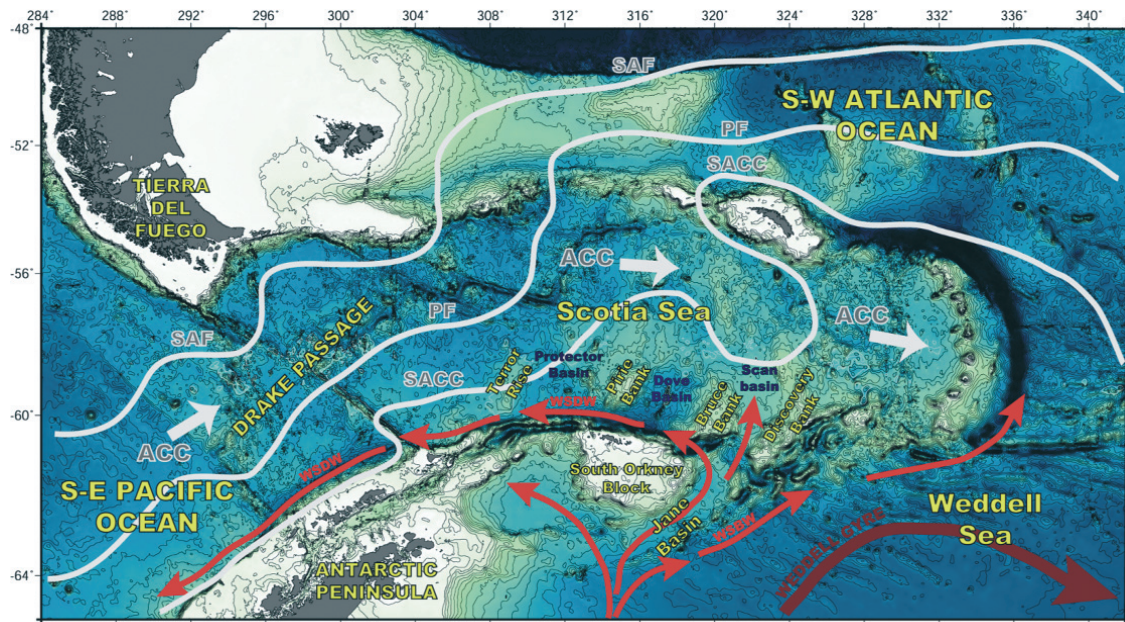 284° 288° 292° 296° 300° 304° 308° 312° 316° 320° 324° 328° 332° 336° 340°
-48°
-52°
-56°
-60°
-64°
SAF
S-W ATLANTIC
OCEAN
PF
SACC
TIERRA
DEL
FUEGO
ACC
Scotia Sea
ACC
SAF
DRAKE PASSAGE
PF
SACC
Terror
Rise
Protector
Basin
Pirie
Bank
Dove
Basin
Bruce
Bank
Scan
basin
Discovery
Bank
WSDW
ACC
WSDW
S-E PACIFIC
OCEAN
South Orkney
Block
Jane
Basin
WSBW
Weddell
Sea
WEDDELL GYRE
ANTARCTIC
PENINSULA